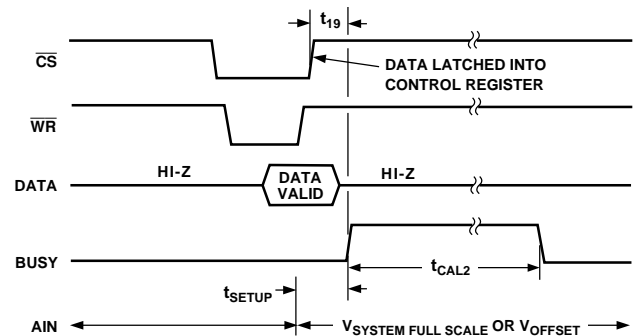 t19
CS
DATA LATCHED INTO
CONTROL REGISTER
WR
HI-Z
DATA
VALID
HI-Z
DATA
BUSY
tCAL2
tSETUP
AIN
VSYSTEM FULL SCALE OR VOFFSET